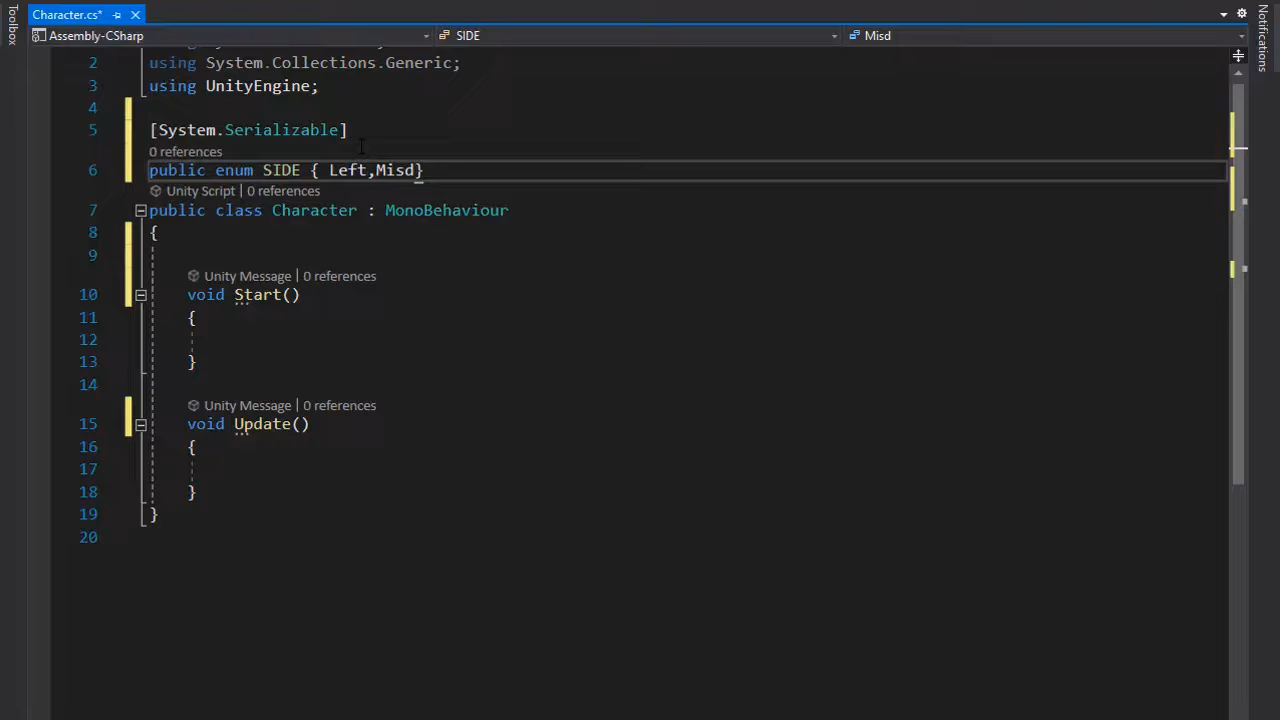 Character.cs*
Toolbox
Notifications
Assembly-CSharp
SIDE
Misd
2 using System.Collections.Generic;
3 using UnityEngine;
4
5 [System.Serializable]
0 references
6 public enum SIDE { Left,Misd}
Unity Script | 0 references
7 public class Character : MonoBehaviour
8 {
9
Unity Message | 0 references
10 void Start()
11 {
12
13 }
14
Unity Message | 0 references
15 void Update()
16 {
17
18 }
19 }
20